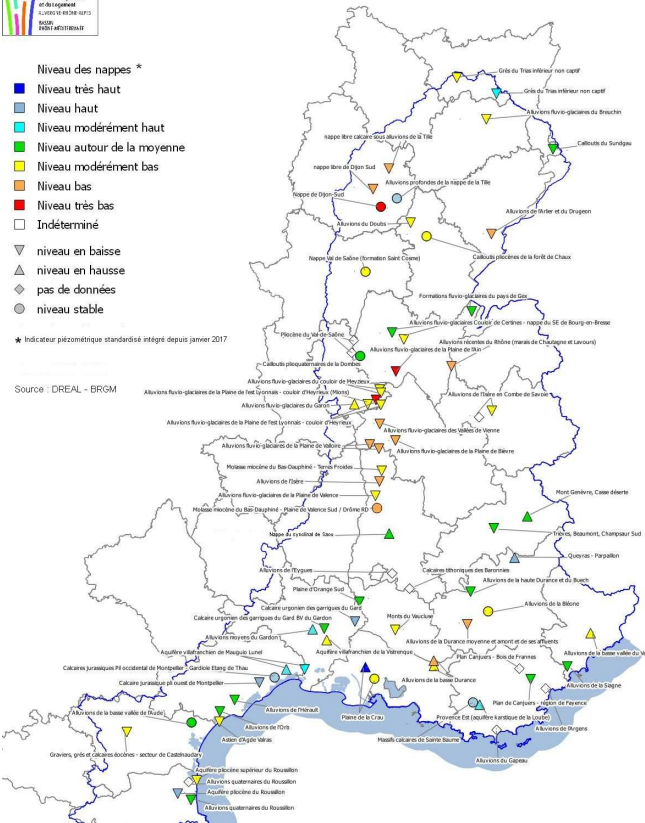 et du Logement
AUVERGNE-RHÔNE-ALPES
BASSIN
RHÔNE-MÉDITERRANÉE
Niveau des nappes *
Niveau très haut
Niveau haut
Niveau modérément haut
Niveau autour de la moyenne
Niveau modérément bas
Niveau bas
Niveau très bas
Indéterminé
niveau en baisse
niveau en hausse
pas de données
niveau stable
* Indicateur piézométrique standardisé intégré depuis janvier 2017
Source : DREAL - BRGM
Grès du Trias inférieur non captif
Grès du Trias inférieur non captif
Alluvions fluvio-glaciaires du Breuchin
Cailloutis du Sundgau
nappe libre calcaire sous alluvions de la Tille
nappe libre de Dijon Sud
Alluvions profondes de la nappe de la Tille
Nappe de Dijon-Sud
Alluvions de l'Arlier et du Drugeon
Alluvions du Doubs
Nappe Val de Saône (formation Saint Cosme)
Cailloutis pliocènes de la forêt de Chaux
Formations fluvio-glaciaires du pays de Gex
Alluvions fluvio-glaciaires Couloir de Certines - nappe du SE de Bourg-en-Bresse
Pliocène du Val-de-Saône
Alluvions récentes du Rhône (marais de Chautagne et Lavours)
Alluvions fluvio-glaciaires de la Plaine de l'Ain
Cailloutis plioquaternaires de la Dombes
Alluvions fluvio-glaciaires du couloir de Meyzieux
Alluvions fluvio-glaciaires de la Plaine de l'est Lyonnais - couloir d'Heyrieux (Mions)
Alluvions de l'Isère en Combe de Savoie
Alluvions fluvio-glaciaires du Garon
Alluvions fluvio-glaciaires de la Plaine de l'est Lyonnais - couloir d'Heyrieux
Alluvions fluvio-glaciaires des Vallées de Vienne
Alluvions fluvio-glaciaires de la Plaine de Valloire
Alluvions fluvio-glaciaires de la Plaine de Bièvre
Molasse miocène du Bas-Dauphiné - Terres Froides
Alluvions de l'Isère
Alluvions fluvio-glaciaires de la Plaine de Valence
Mont Genèvre, Casse déserte
Molasse miocène du Bas-Dauphiné - Plaine de Valence Sud / Drôme RD
Nappe du synclinal de Saou
Trièves, Beaumont, Champsaur Sud
Queyras - Parpaillon
Alluvions de l'Eygues
Calcaires tithoniques des Baronnies
Alluvions de la haute Durance et du Buech
Plaine d'Orange Sud
Calcaire urgonien des garrigues du Gard
Alluvions de la Bléone
Calcaire urgonien des garrigues du Gard BV du Gardon
Monts du Vaucluse
Alluvions moyens du Gardon
Alluvions de la Durance moyenne et amont et de ses affluents
Aquifère villafranchien de Mauguio Lunel
Aquifère villafranchien de la Vistrenque
Alluvions de la basse vallée du Va
Plan Canjuers - Bois de Frannes
Calcaires jurassiques Pli occidental de Montpellier - Gardiole Etang de Thau
Calcaire jurassique pli ouest de Montpellier
Alluvions de la basse Durance
Alluvions de la Siagne
Plan de Canjuers - région de Fayence
Alluvions de la basse vallée de l'Aude
Alluvions de l'Hérault
Plaine de la Crau
Provence Est (aquifère karstique de la Loube)
Alluvions de l'Orb
Alluvions de l'Argens
Astien d'Agde Valras
Massifs calcaires de Sainte Baume
Graviers, grés et calcaires éocènes - secteur de Castelnaudary
Alluvions du Gapeau
Aquifère pliocène supérieur du Roussillon
Alluvions quaternaires du Roussillon
Aquifère pliocène du Roussillon
Alluvions quaternaires du Roussillon